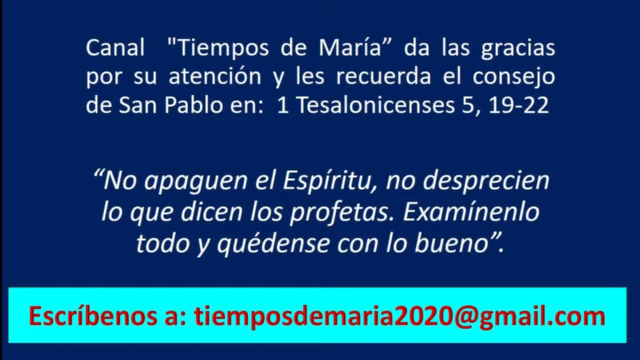 Canal "Tiempos de María” da las gracias
por su atención y les recuerda el consejo
de San Pablo en: 1 Tesalonicenses 5, 19-22
“No apaguen el Espíritu, no desprecien
lo que dicen los profetas. Examínenlo
todo y quédense con lo bueno”.
Escríbenos a: tiemposdemaria2020@gmail.com